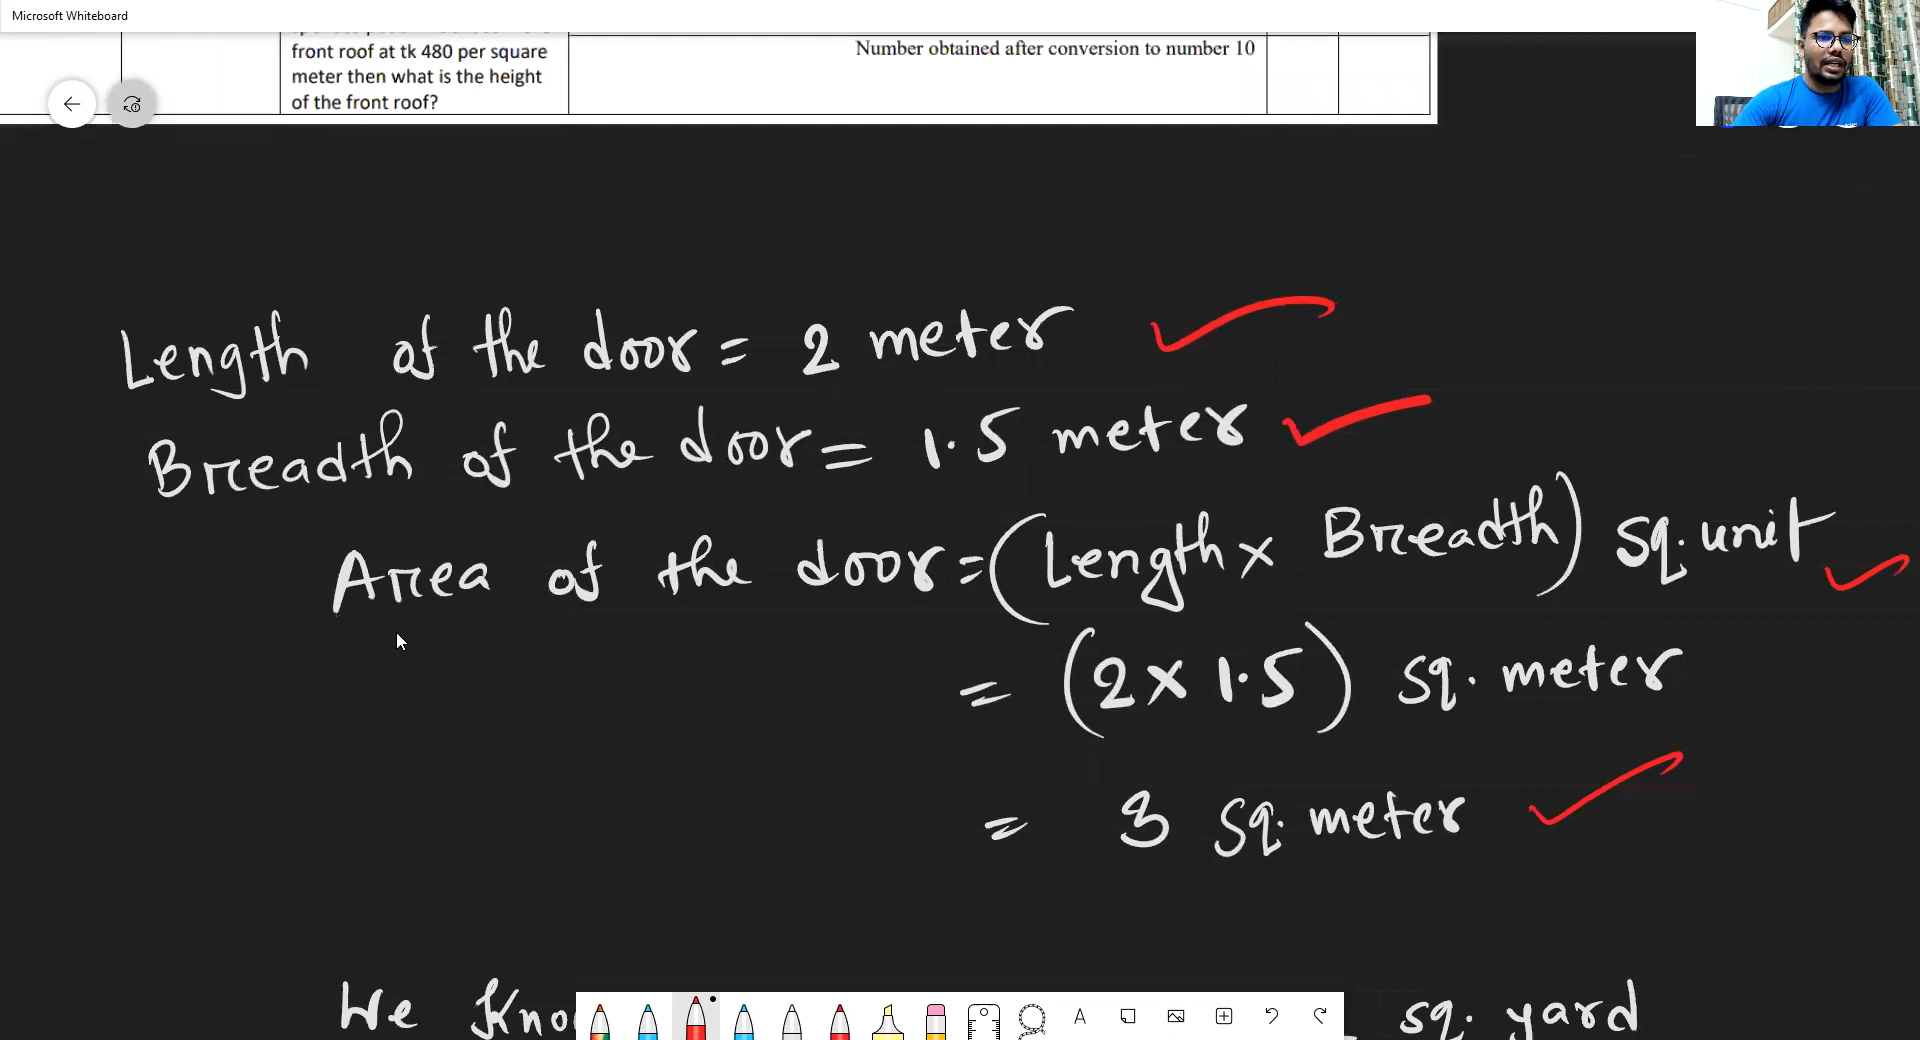 Microsoft Whiteboard
front roof at tk 480 per square
meter then what is the height
of the front roof?
Number obtained after conversion to number 10
Length of the door = 2 meter
Breadth of the door = 1.5 meter
Area of the door = (Length × Breadth) sq. unit
= (2 × 1.5) sq. meter
= 3 sq. meter
We Kno sq. yard
A